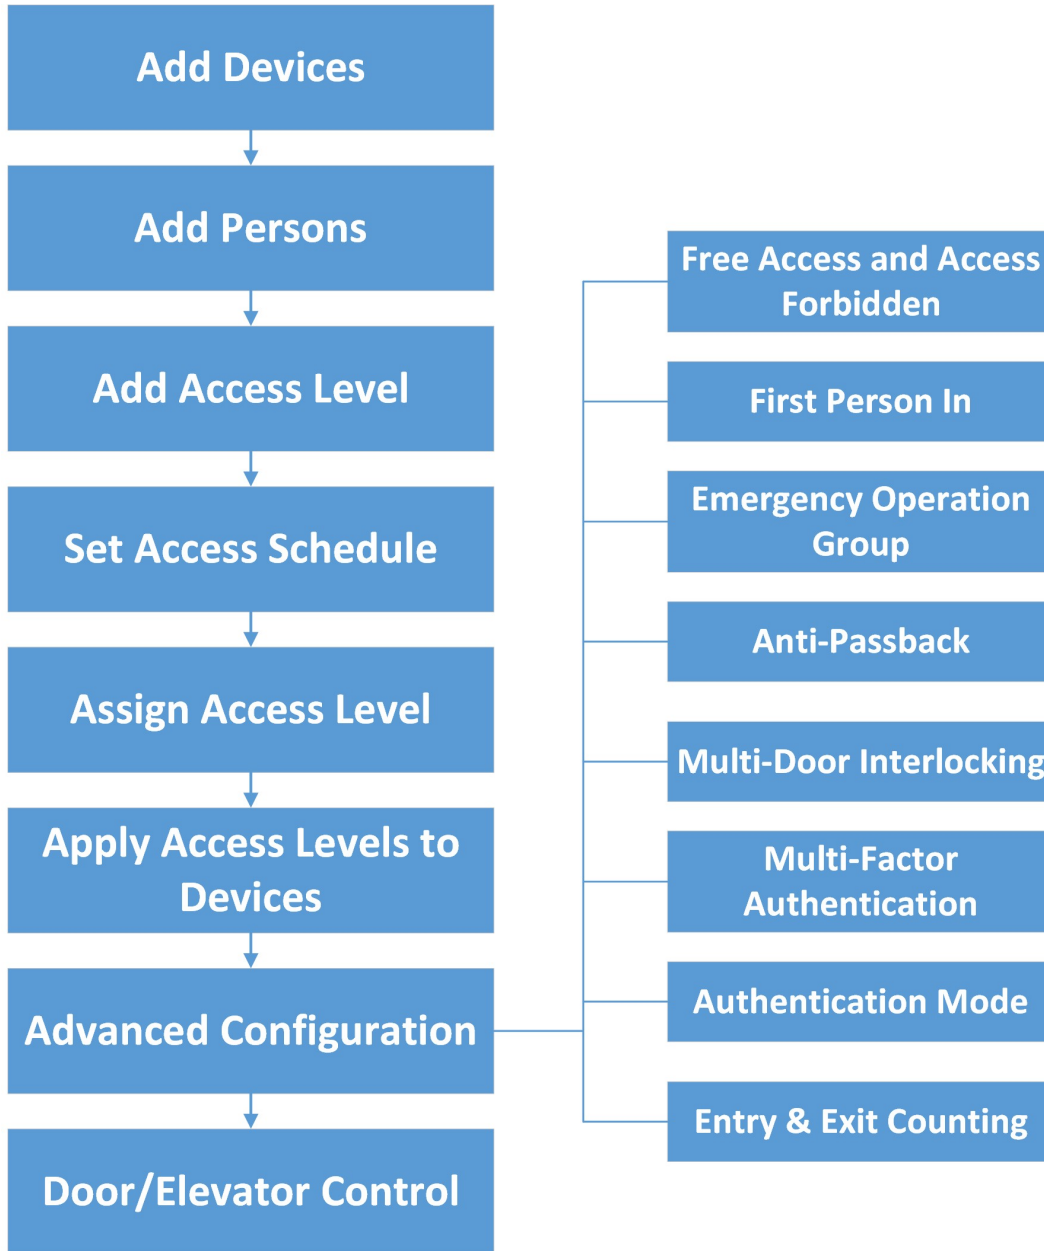 Add Devices
Add Persons
Add Access Level
Set Access Schedule
Assign Access Level
Apply Access Levels to
Devices
Advanced Configuration
Door/Elevator Control
Free Access and Access
Forbidden
First Person In
Emergency Operation
Group
Anti-Passback
Multi-Door Interlocking
Multi-Factor
Authentication
Authentication Mode
Entry & Exit Counting